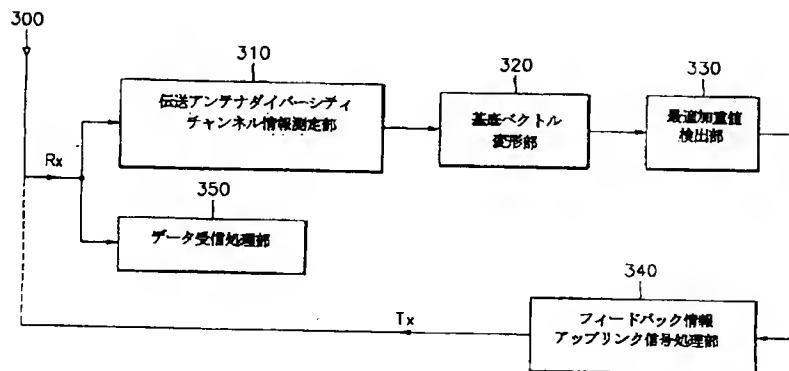 300
310
伝送アンテナダイバーシティ
チャンネル情報測定部
320
基底ベクトル
変形部
330
最適加重値
検出部
Rx
350
データ受信処理部
340
フィードバック情報
アップリンク信号処理部
Tx